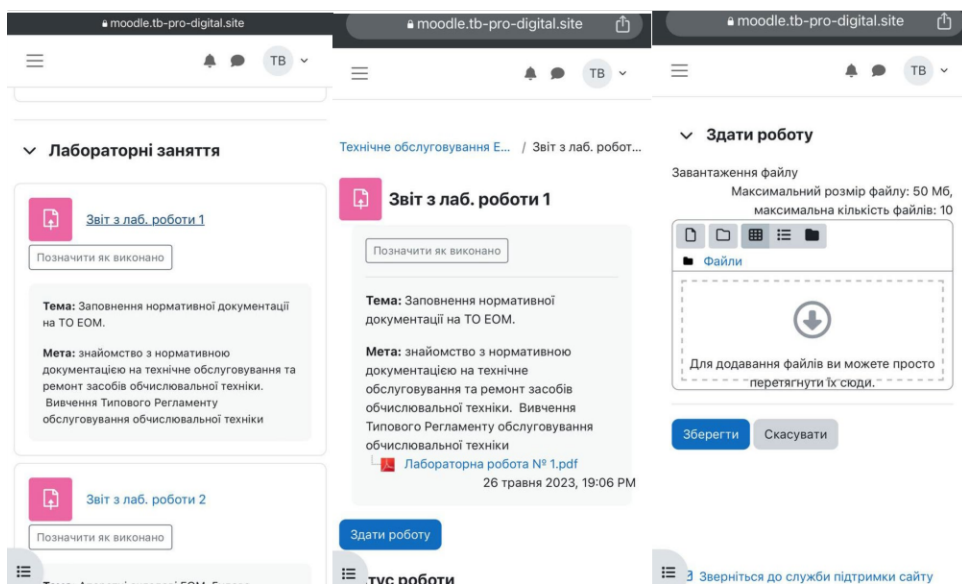 moodle.tb-pro-digital.site
ТВ
Лабораторні заняття
Звіт з лаб. роботи 1
Позначити як виконано
Тема: Заповнення нормативної документації
на ТО ЕОМ.
Мета: знайомство з нормативною
документацією на технічне обслуговування та
ремонт засобів обчислювальної техніки.
Вивчення Типового Регламенту
обслуговування обчислювальної техніки
Звіт з лаб. роботи 2
Позначити як виконано
moodle.tb-pro-digital.site
ТВ
Технічне обслуговування Е... / Звіт з лаб. робот...
Звіт з лаб. роботи 1
Позначити як виконано
Тема: Заповнення нормативної
документації на ТО ЕОМ.
Мета: знайомство з нормативною
документацією на технічне
обслуговування та ремонт засобів
обчислювальної техніки. Вивчення
Типового Регламенту обслуговування
обчислювальної техніки
Лабораторна робота № 1.pdf
26 травня 2023, 19:06 PM
Здати роботу
тус роботи
moodle.tb-pro-digital.site
ТВ
Здати роботу
Завантаження файлу
Максимальний розмір файлу: 50 Мб,
максимальна кількість файлів: 10
Файли
Для додавання файлів ви можете просто
перетягнути їх сюди.
Зберегти Скасувати
Зверніться до служби підтримки сайту